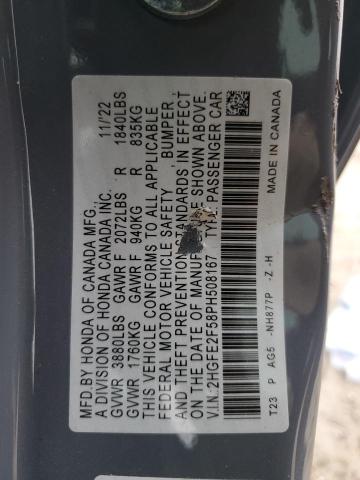 MFD.BY HONDA OF CANADA MFG. 11/22
A DIVISION OF HONDA CANADA INC.
GVWR 3880LBS GAWR F 2072LBS R 1840LBS
GVWR 1760KG GAWR F 940KG R 835KG
THIS VEHICLE CONFORMS TO ALL APPLICABLE
FEDERAL MOTOR VEHICLE SAFETY BUMPER
AND THEFT PREVENTION STANDARDS IN EFFECT
ON THE DATE OF MANUF SHOWN ABOVE.
V.I.N: 2HGFE2F58PH508167 TYPE: PASSENGER CAR
T23 P AG5 -NH877P -Z -H MADE IN CANADA